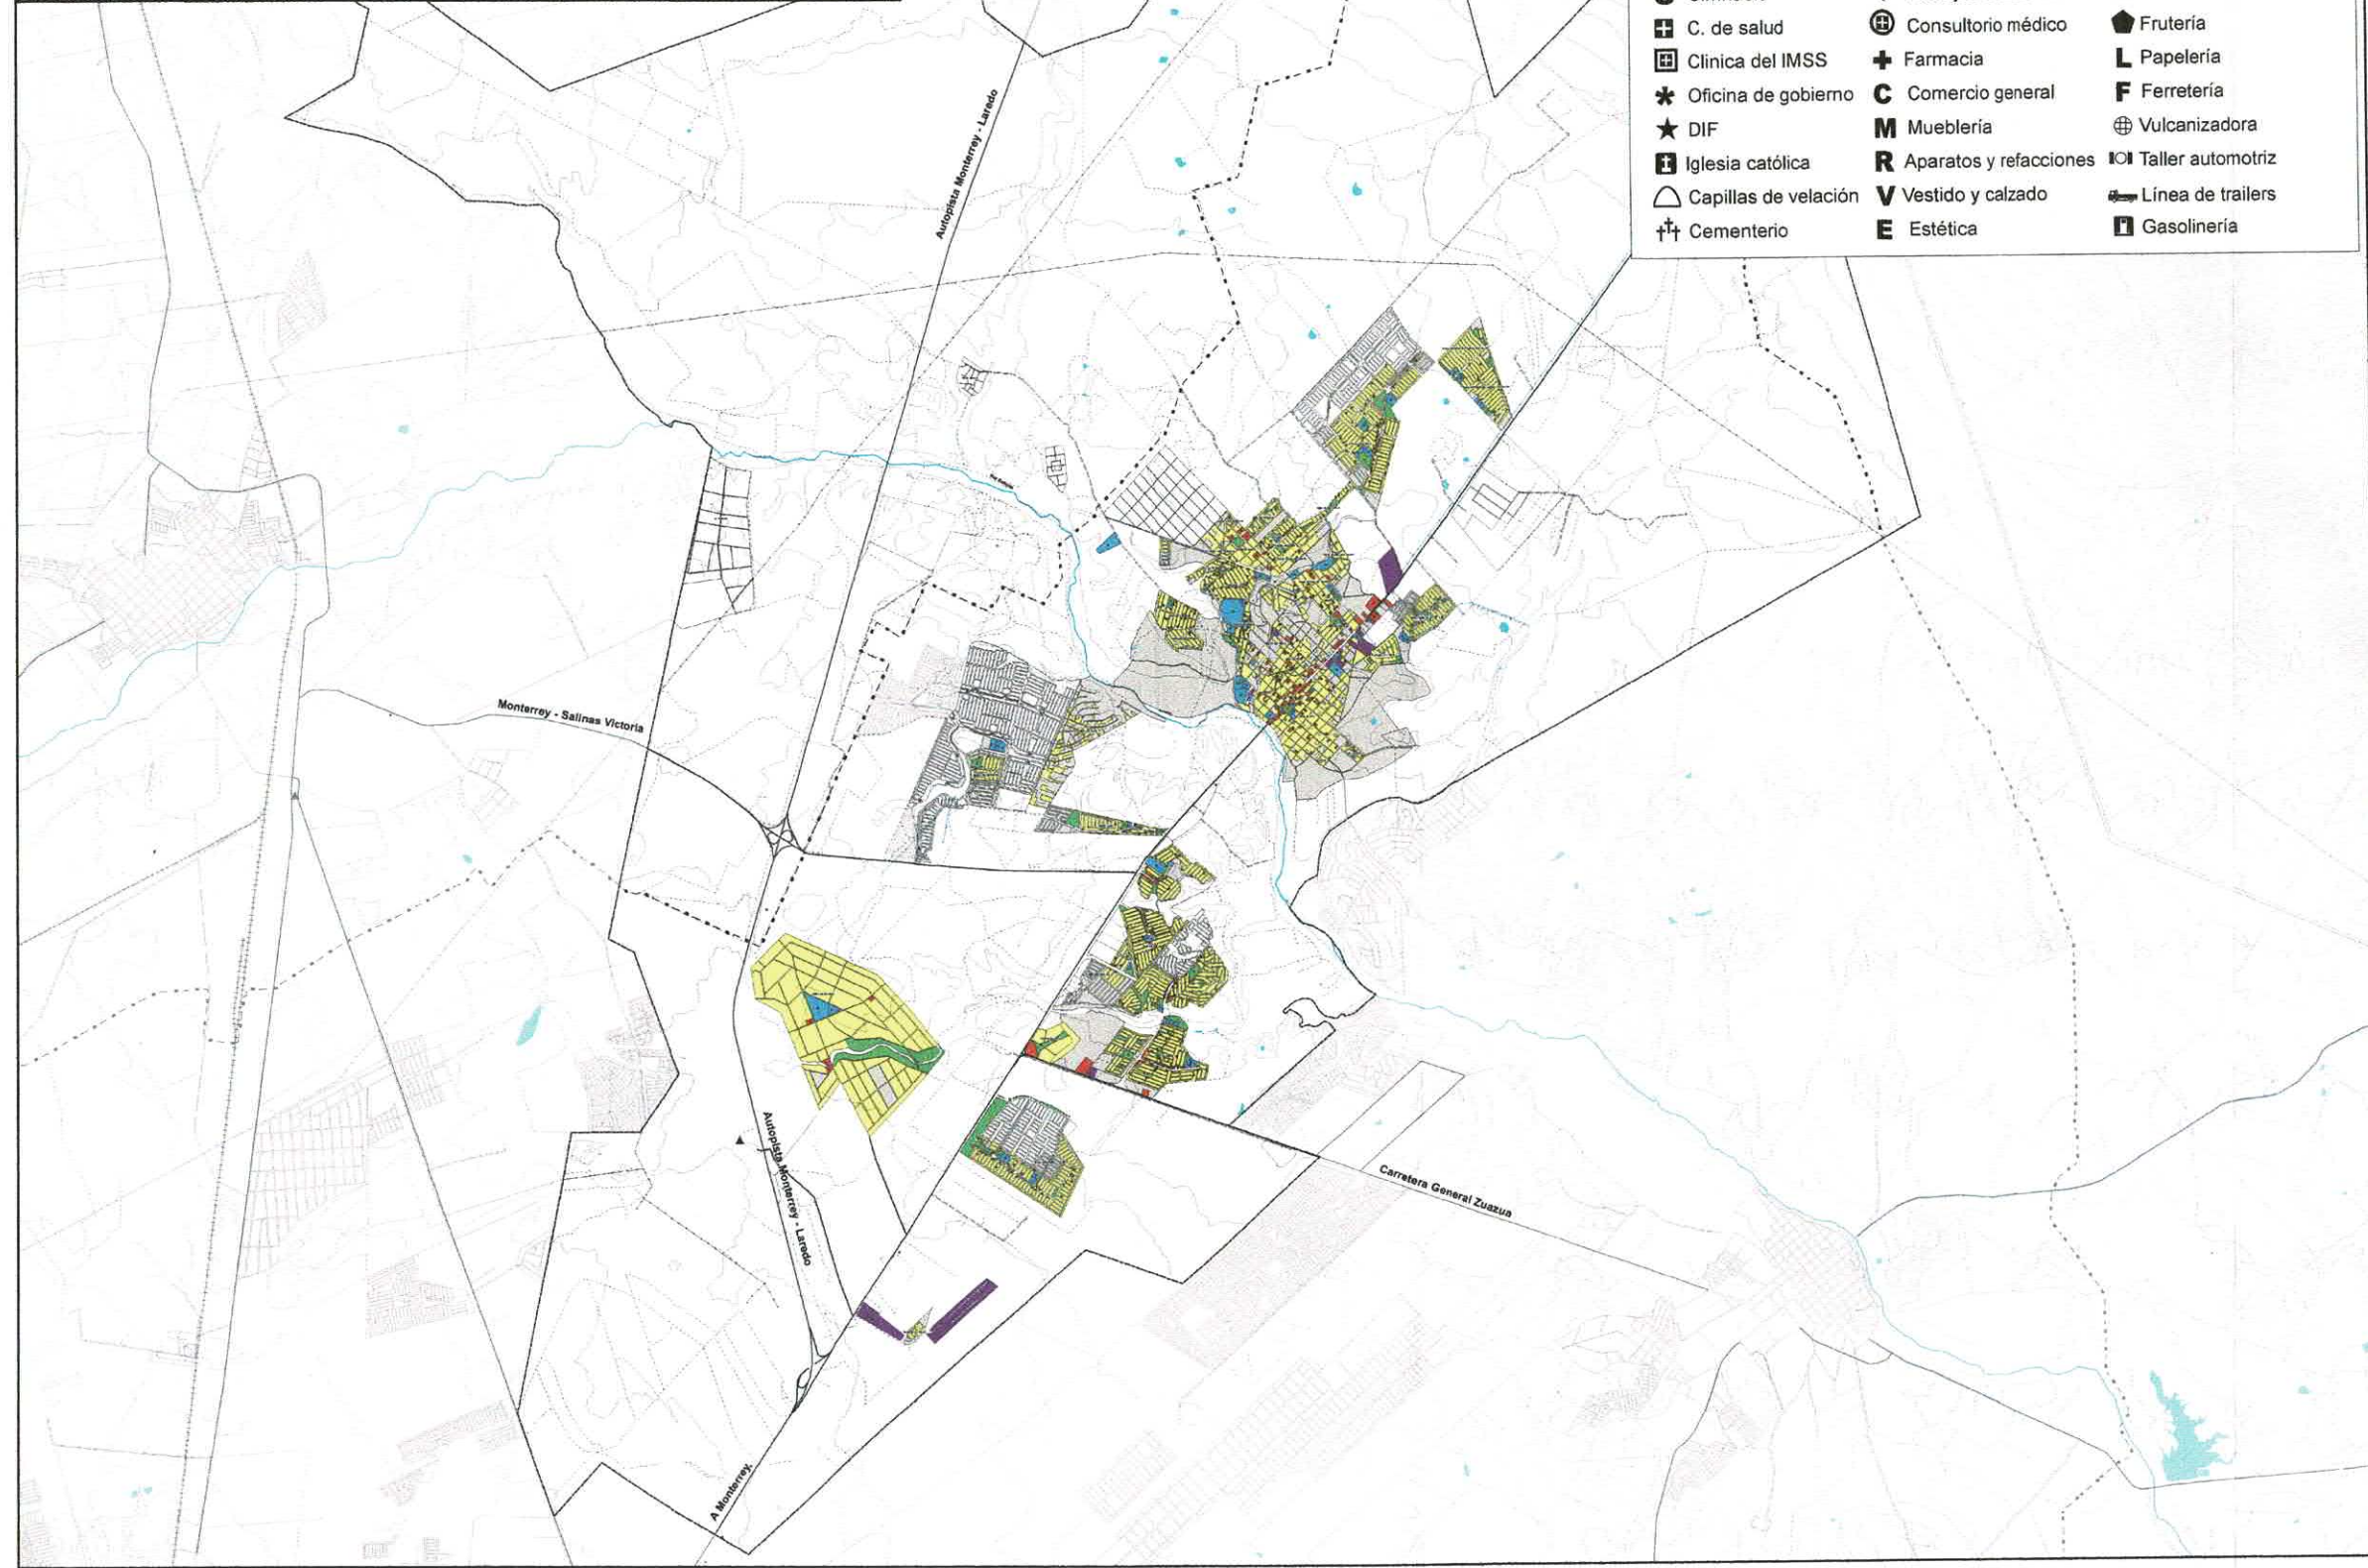 C. de salud
Consultorio médico
Frutería
Clinica del IMSS
Farmacia
L Papelería
Oficina de gobierno
C Comercio general
F Ferretería
DIF
M Mueblería
Vulcanizadora
Iglesia católica
R Aparatos y refacciones
Taller automotriz
Capillas de velación
V Vestido y calzado
Línea de trailers
Cementerio
E Estética
Gasolinería
Autopista Monterrey - Laredo
Monterrey - Salinas Victoria
Autopista Monterrey - Laredo
Carretera General Zuazua
A Monterrey,